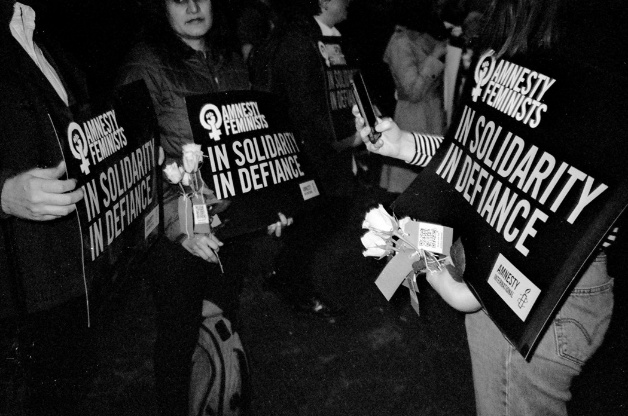 AMNESTY
FEMINISTS
IN SOLIDARITY
IN DEFIANCE
AMNESTY
FEMINISTS
IN SOLIDARITY
IN DEFIANCE
AMNESTY
FEMINISTS
IN SOLIDARITY
IN DEFIANCE
AMNESTY
INTERNATIONAL